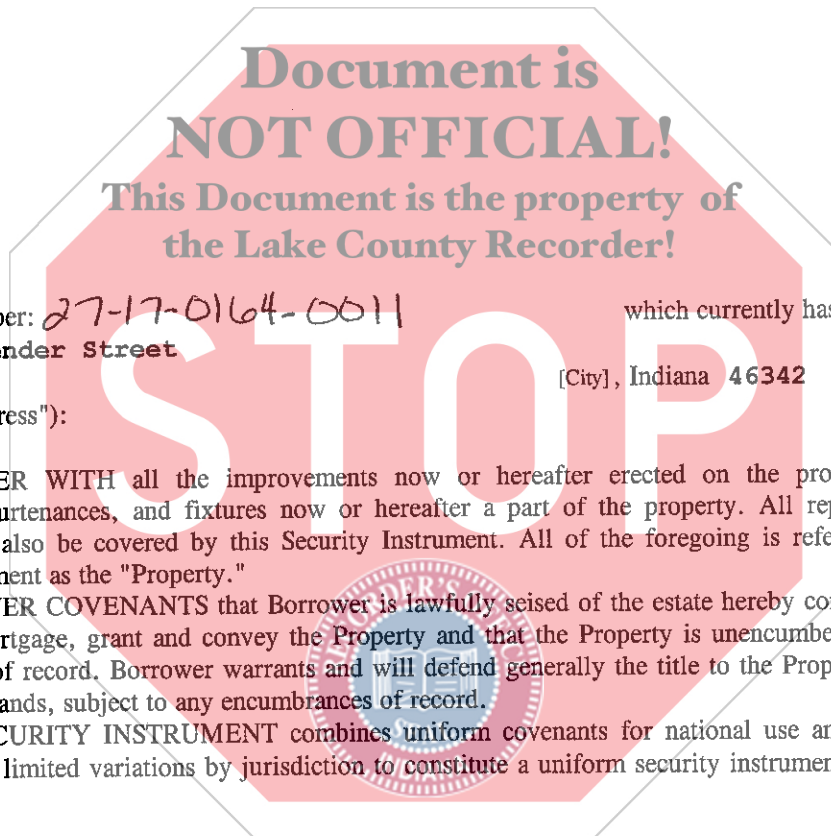 Document is
NOT OFFICIAL!
This Document is the property of
the Lake County Recorder!
ber: 27-17-0164-0011 which currently has
nder Street
[City], Indiana 46342
ress"):
STOP
ER WITH all the improvements now or hereafter erected on the pro
urtenances, and fixtures now or hereafter a part of the property. All rep
also be covered by this Security Instrument. All of the foregoing is refe
ment as the "Property."
ER COVENANTS that Borrower is lawfully seised of the estate hereby co
rtgage, grant and convey the Property and that the Property is unencumbe
of record. Borrower warrants and will defend generally the title to the Prop
ands, subject to any encumbrances of record.
CURITY INSTRUMENT combines uniform covenants for national use an
limited variations by jurisdiction to constitute a uniform security instrumen
SEAL
INDIANA